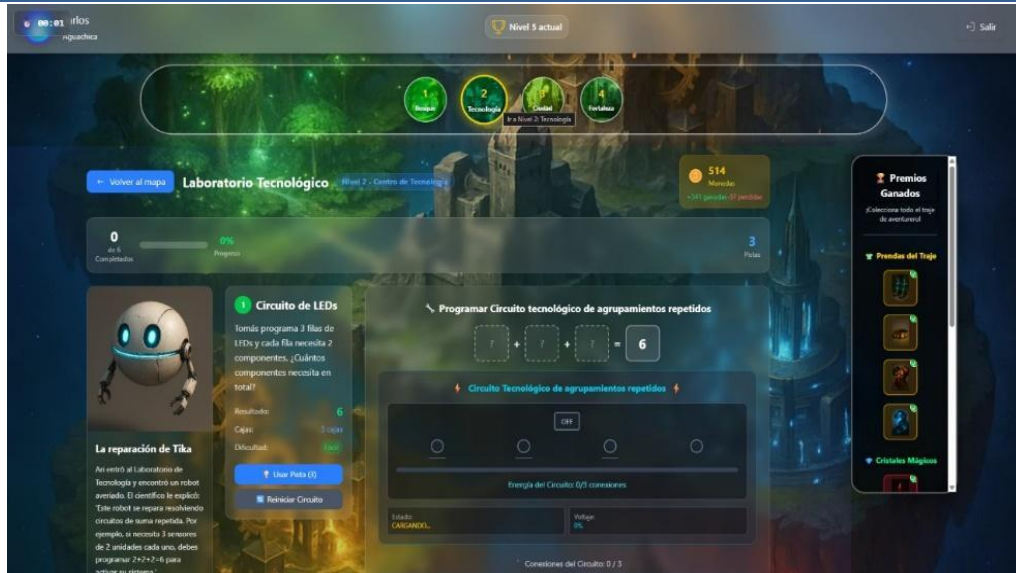 00:01 rlos
Aguachica
Nivel 5 actual
Salir
1
Bosque
2
Tecnología
Ciudad
4
Fortaleza
Ir a Nivel 2: Tecnología
← Volver al mapa
Laboratorio Tecnológico
Nivel 2 - Centro de Tecnología
514
Monedas
0
de 6
Completados
0%
Progreso
3
Pistas
La reparación de Tika
Ari entró al Laboratorio de
Tecnología y encontró un robot
averiado. El científico le explicó:
"Este robot se repara resolviendo
circuitos de suma repetida. Por
ejemplo, si necesita 3 sensores
de 2 unidades cada uno, debes
programar 2+2+2=6 para
activar su sistema."
1 Circuito de LEDs
Tomás programa 3 filas de
LEDs y cada fila necesita 2
componentes. ¿Cuántos
componentes necesita en
total?
Resultado: 6
Cajas: 3 cajas
Dificultad: Fácil
Usar Pista (3)
Reiniciar Circuito
Programar Circuito tecnológico de agrupamientos repetidos
? + ? + ? = 6
Circuito Tecnológico de agrupamientos repetidos
OFF
Energía del Circuito: 0/3 conexiones
Estado:
CARGANDO...
Voltaje:
0%
Conexiones del Circuito: 0 / 3
Premios
Ganados
¡Colecciona todo el traje
de aventurero!
Prendas del Traje
Cristales Mágicos